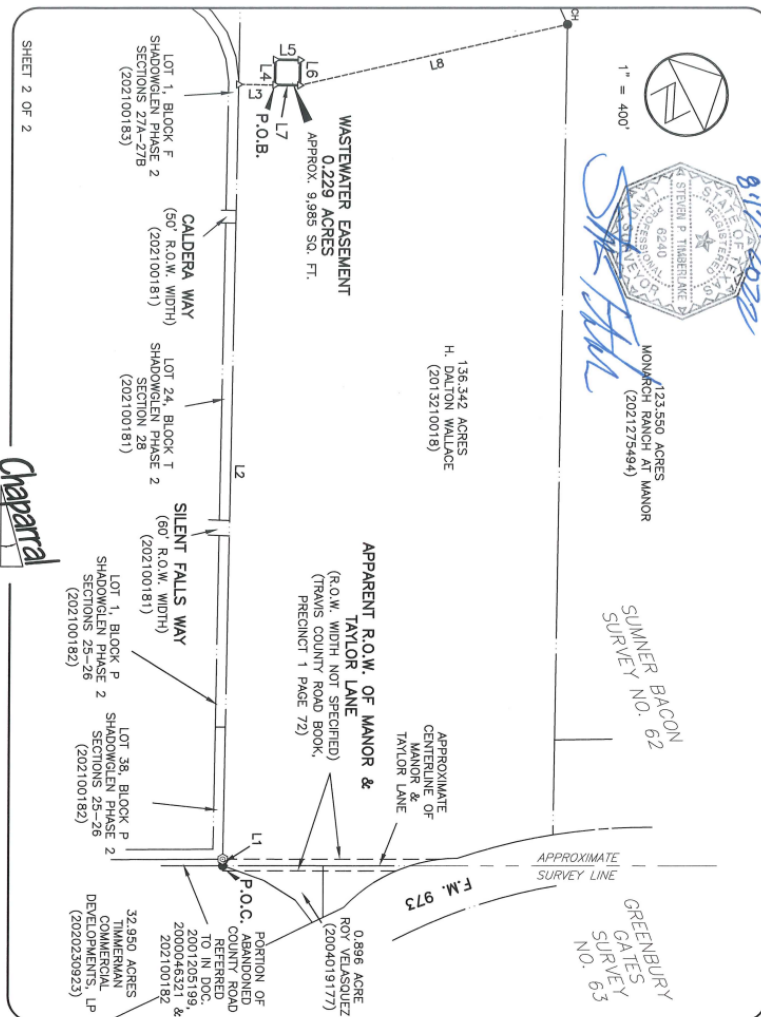 1" = 400'
STATE OF TEXAS
REGISTERED
STEVEN P TIMBERLAKE
6240
PROFESSIONAL
LAND SURVEYOR
123.550 ACRES
MONARCH RANCH AT MANOR
(2021275494)
SUMNER BACON
SURVEY NO. 62
GREENBURY
GATES
SURVEY
NO. 63
APPROXIMATE
SURVEY LINE
CH
L8
L5
L6
L4
L7
L3
P.O.B.
WASTEWATER EASEMENT
0.229 ACRES
APPROX. 9,985 SQ. FT.
136.342 ACRES
H. DALTON WALLACE
(2013210018)
APPROXIMATE
CENTERLINE OF
MANOR &
TAYLOR LANE
APPARENT R.O.W. OF MANOR &
TAYLOR LANE
(R.O.W. WIDTH NOT SPECIFIED)
(TRAVIS COUNTY ROAD BOOK,
PRECINCT 1 PAGE 72)
F.M. 973
0.896 ACRE
ROY VELASQUEZ
(2004019177)
L2
L1
P.O.C.
PORTION OF
ABANDONED
COUNTY ROAD
REFERRED
TO IN DOC.
2001205199,
2000046321 &
202100182
LOT 1, BLOCK F
SHADOWGLEN PHASE 2
SECTIONS 27A-27B
(202100183)
CALDERA WAY
(50' R.O.W. WIDTH)
(202100181)
LOT 24, BLOCK T
SHADOWGLEN PHASE 2
SECTION 28
(202100181)
SILENT FALLS WAY
(60' R.O.W. WIDTH)
(202100181)
LOT 1, BLOCK P
SHADOWGLEN PHASE 2
SECTIONS 25-26
(202100182)
LOT 38, BLOCK P
SHADOWGLEN PHASE 2
SECTIONS 25-26
(202100182)
32.950 ACRES
TIMMERMAN
COMMERCIAL
DEVELOPMENTS, LP
(2020230923)
SHEET 2 OF 2
Chaparral